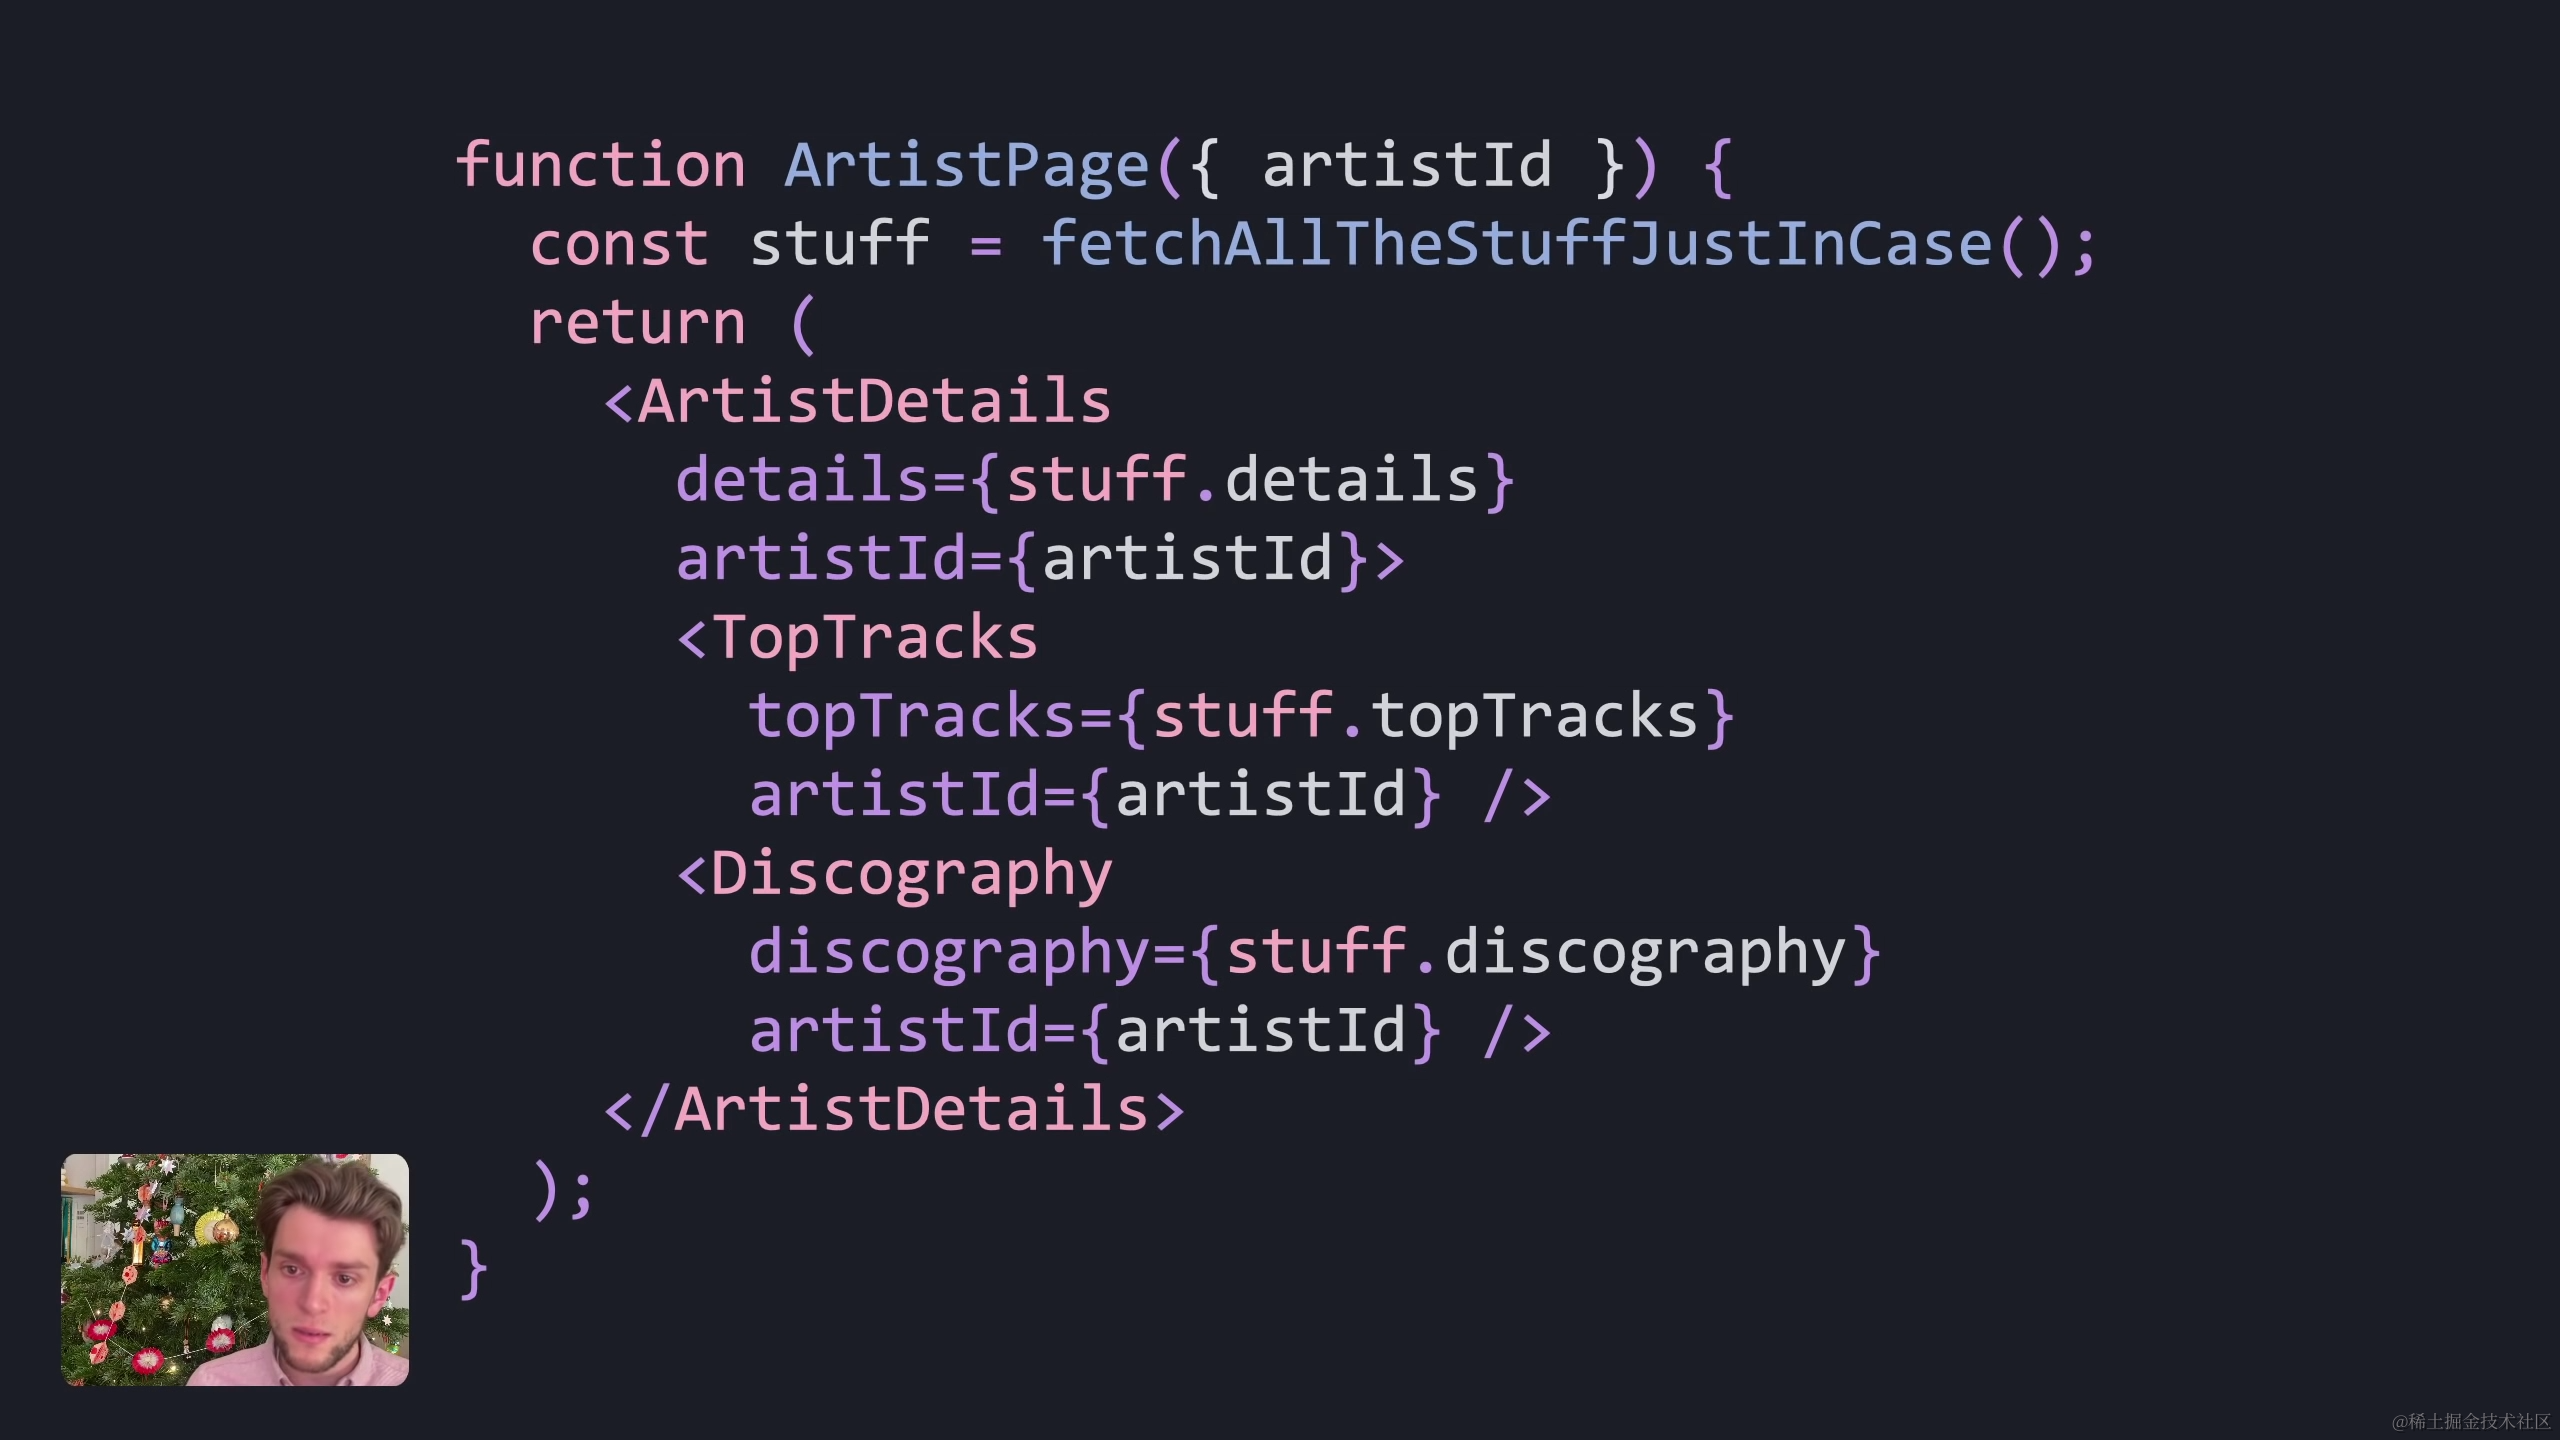 function ArtistPage({ artistId }) {
  const stuff = fetchAllTheStuffJustInCase();
  return (
    <ArtistDetails
      details={stuff.details}
      artistId={artistId}>
      <TopTracks
        topTracks={stuff.topTracks}
        artistId={artistId} />
      <Discography
        discography={stuff.discography}
        artistId={artistId} />
    </ArtistDetails>
  );
}
@稀土掘金技术社区